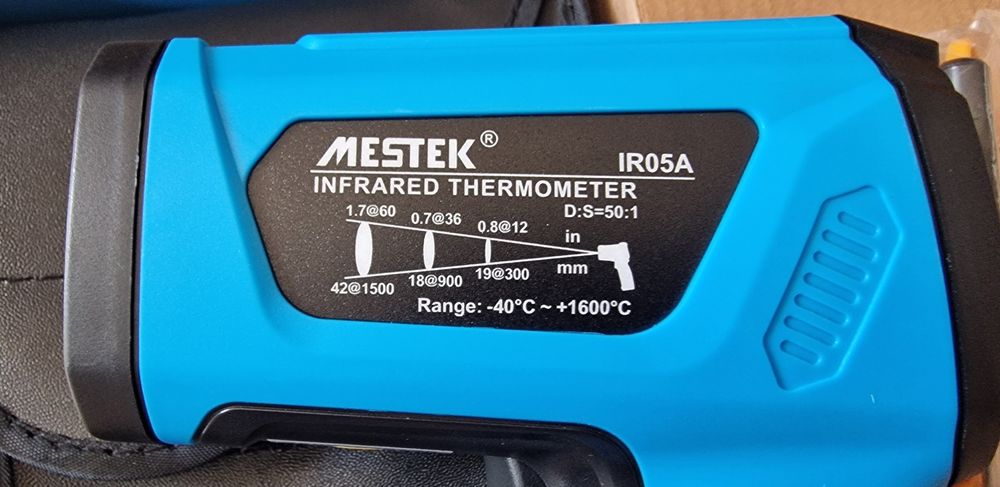 MESTEK®
IR05A
INFRARED THERMOMETER
D:S=50:1
1.7@60 0.7@36 0.8@12
in
mm
42@1500 18@900 19@300
Range: -40°C ~ +1600°C